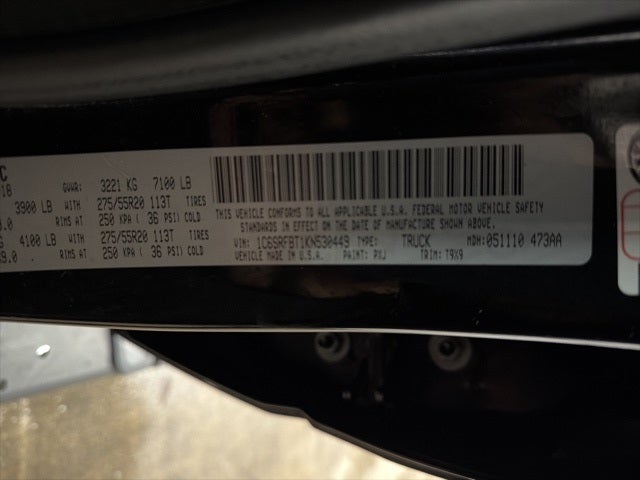 C
18 GVWR: 3221 KG 7100 LB
3900 LB WITH 275/55R20 113T TIRES
.0 RIMS AT 250 KPA ( 36 PSI) COLD
G 4100 LB WITH 275/55R20 113T TIRES
X9.0 RIMS AT 250 KPA ( 36 PSI) COLD
THIS VEHICLE CONFORMS TO ALL APPLICABLE U.S.A. FEDERAL MOTOR VEHICLE SAFETY
STANDARDS IN EFFECT ON THE DATE OF MANUFACTURE SHOWN ABOVE.
VIN: 1C6SRFBT1KN530449 TYPE: TRUCK MDH: 051110 473AA
VEHICLE MADE IN U.S.A. PAINT: PXJ TRIM: T9X9